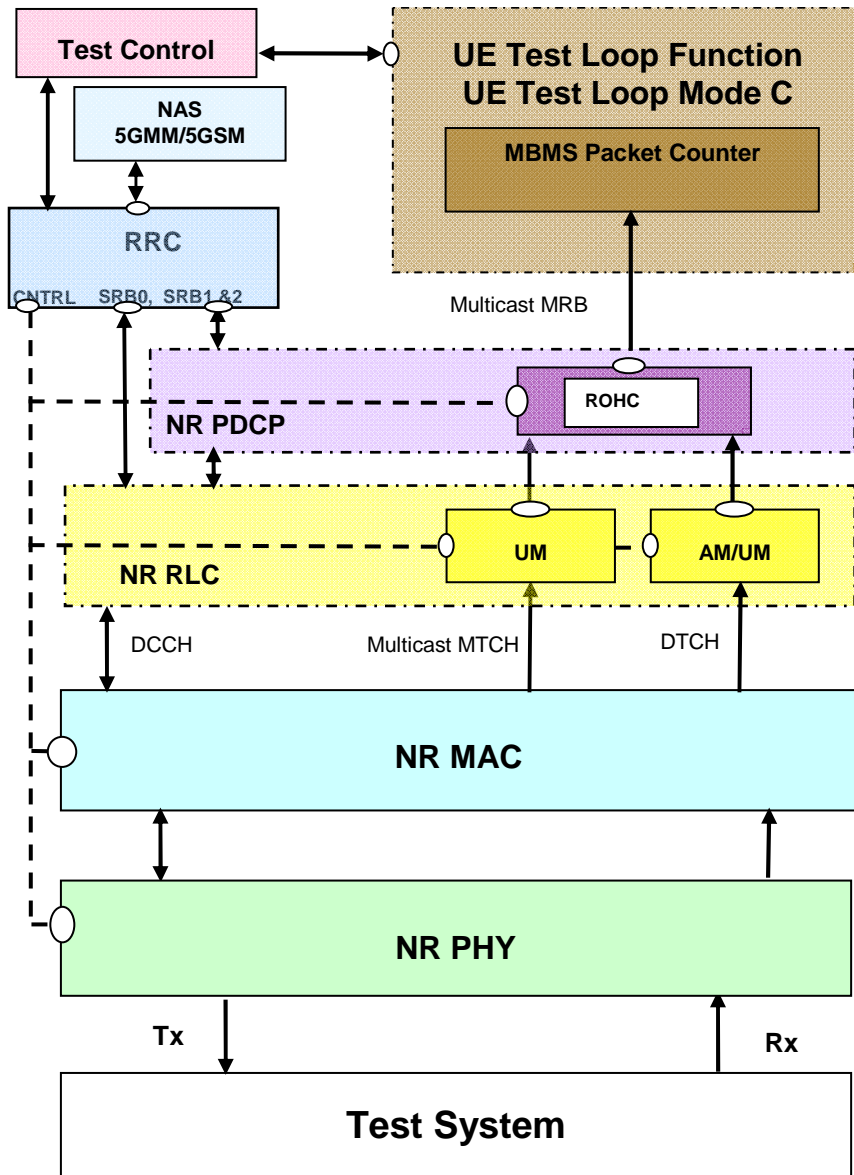 Test Control
UE Test Loop Function
UE Test Loop Mode C
NAS
5GMM/5GSM
MBMS Packet Counter
RRC
CNTRL SRB0, SRB1 &2
Multicast MRB
ROHC
NR PDCP
UM
AM/UM
NR RLC
DCCH
Multicast MTCH
DTCH
NR MAC
NR PHY
Tx
Rx
Test System